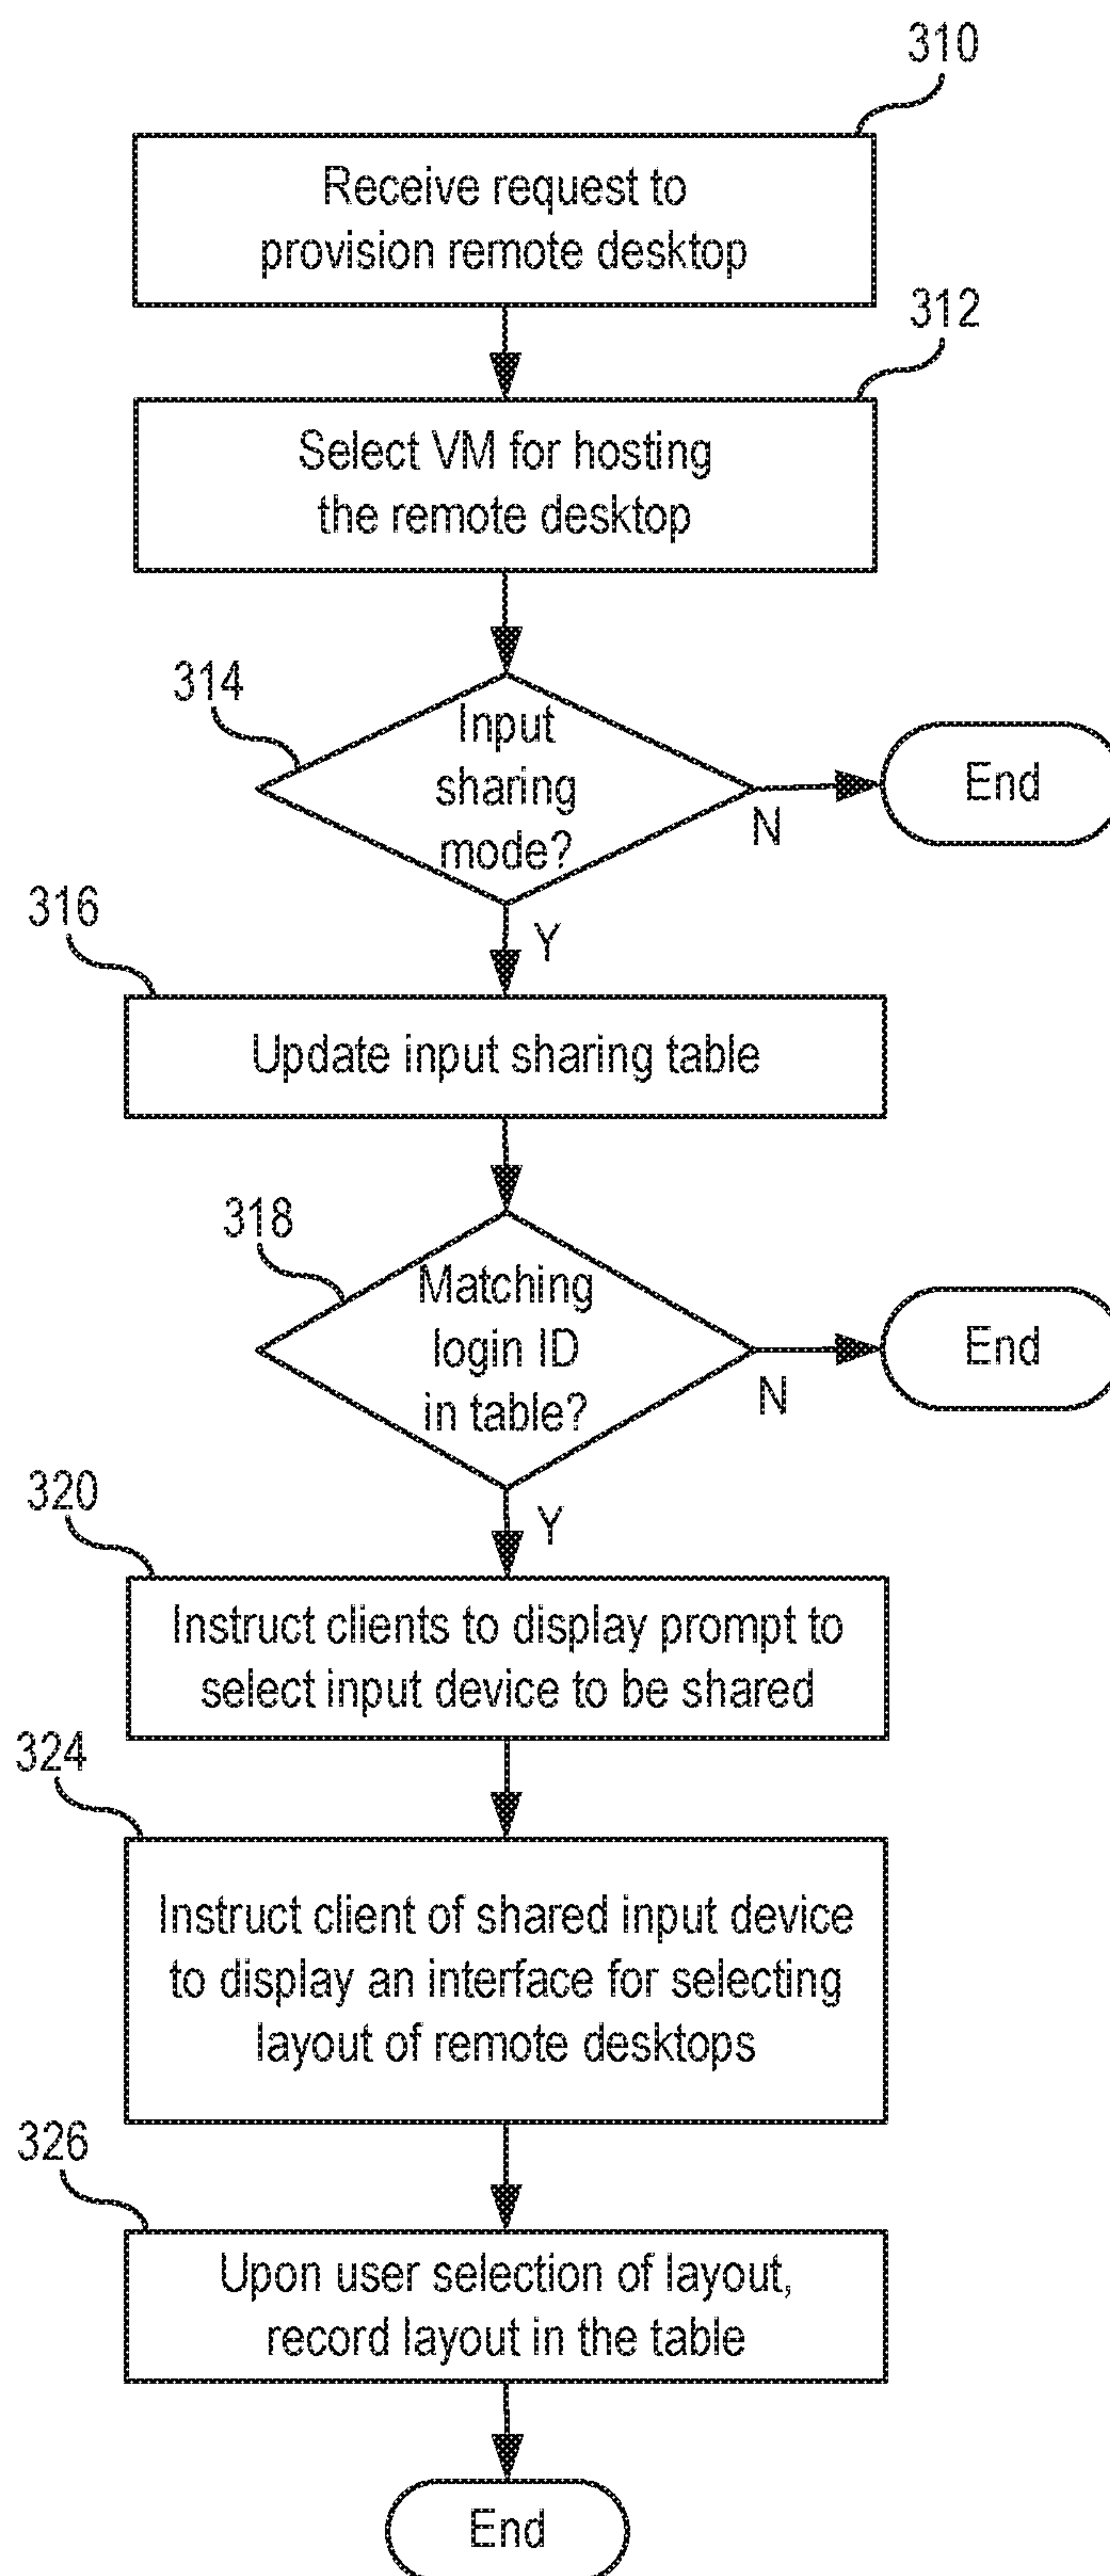 310
Receive request to
provision remote desktop
312
Select VM for hosting
the remote desktop
314
Input
sharing
mode?
N
End
Y
316
Update input sharing table
318
Matching
login ID
in table?
N
End
Y
320
Instruct clients to display prompt to
select input device to be shared
324
Instruct client of shared input device
to display an interface for selecting
layout of remote desktops
326
Upon user selection of layout,
record layout in the table
End